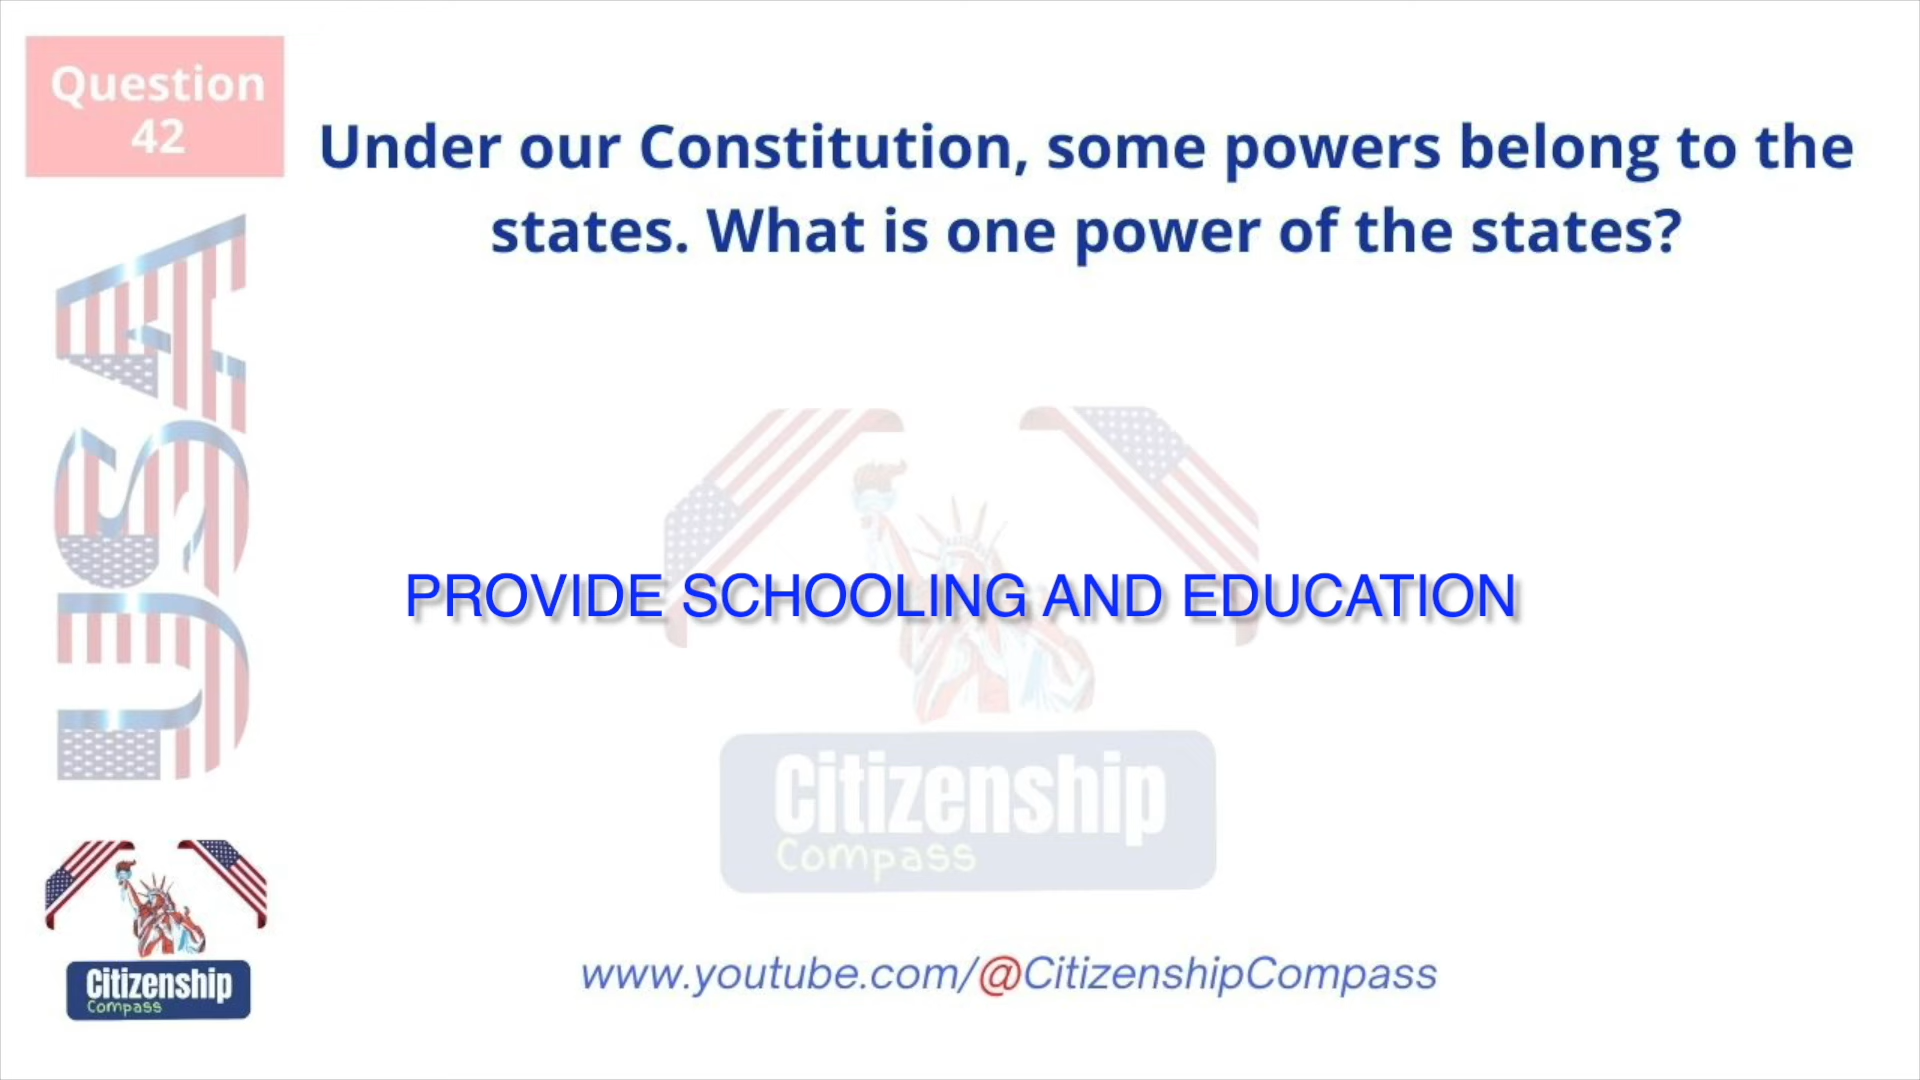 Question
42
Under our Constitution, some powers belong to the
states. What is one power of the states?
USA
PROVIDE SCHOOLING AND EDUCATION
Citizenship
Compass
Citizenship
Compass
www.youtube.com/@CitizenshipCompass